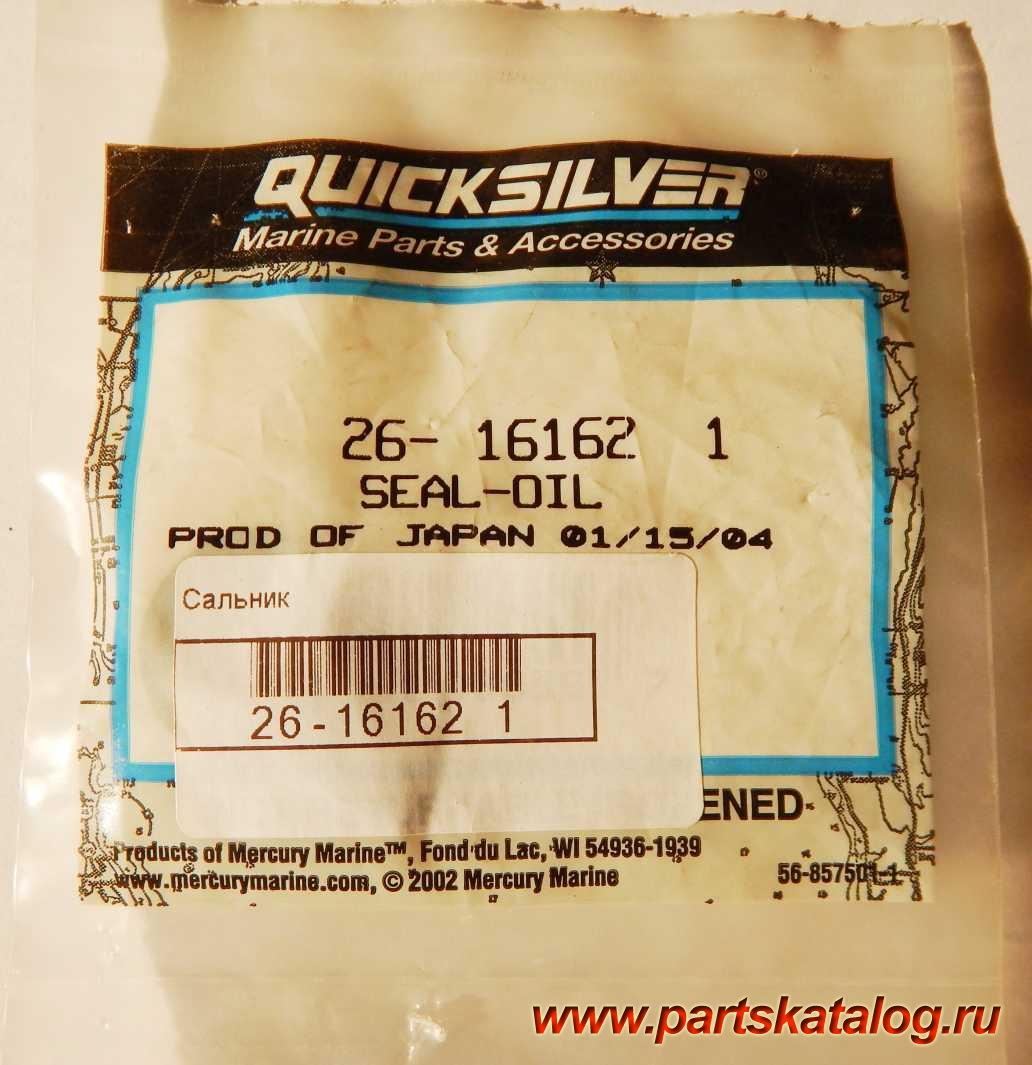 QUICKSILVER®
Marine Parts & Accessories
26- 16162 1
SEAL-OIL
PROD OF JAPAN 01/15/04
Сальник
26-16162 1
ENED
Products of Mercury Marine™, Fond du Lac, WI 54936-1939
www.mercurymarine.com, © 2002 Mercury Marine
56-857501-1
www.partskatalog.ru